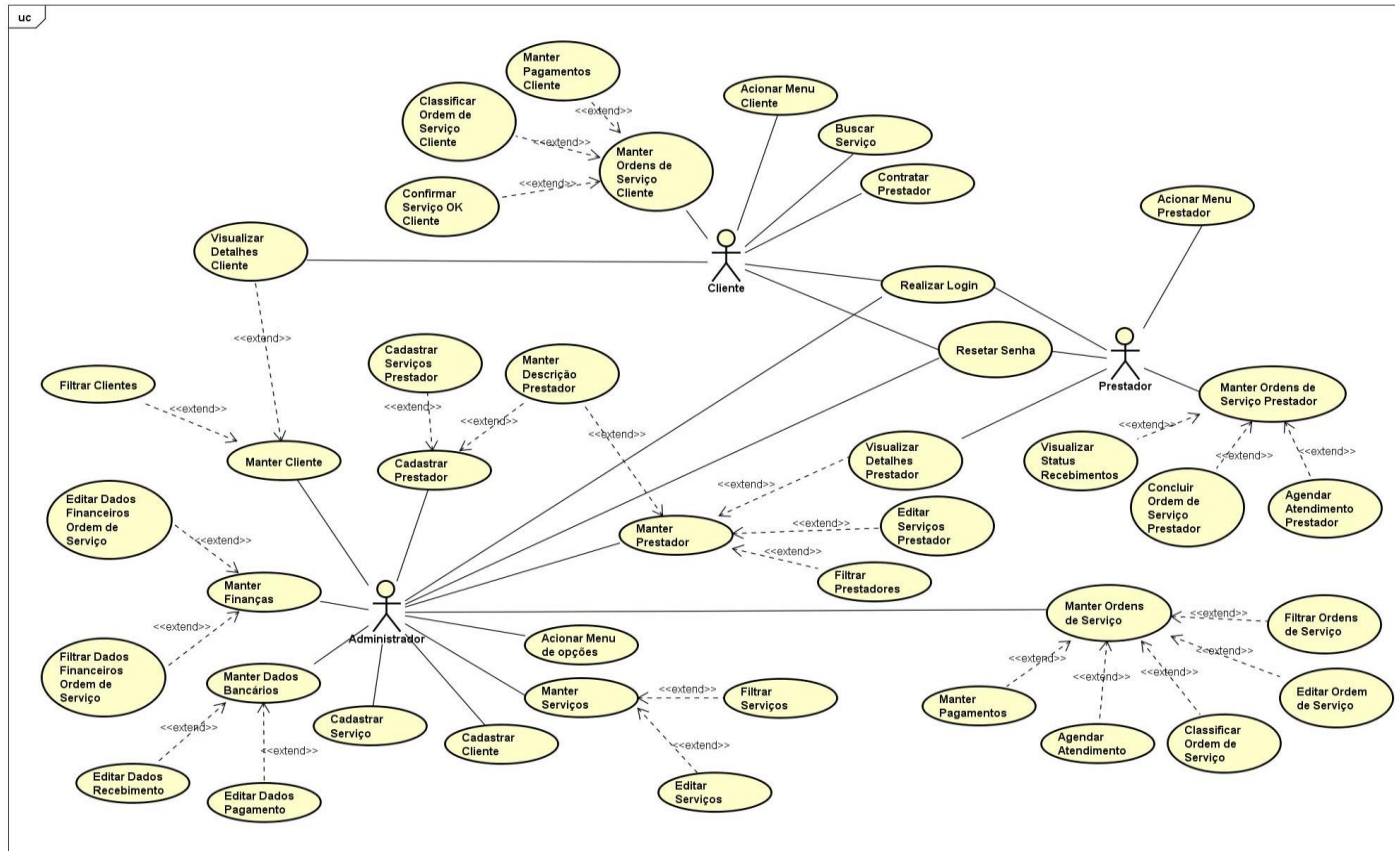 uc
Manter
Pagamentos
Cliente
Classificar
Ordem de
Serviço
Cliente
<<extend>>
<<extend>>
Confirmar
Serviço OK
Cliente
<<extend>>
Manter
Ordens de
Serviço
Cliente
Acionar Menu
Cliente
Buscar
Serviço
Contratar
Prestador
Acionar Menu
Prestador
Visualizar
Detalhes
Cliente
Cliente
Realizar Login
Resetar Senha
Prestador
<<extend>>
Filtrar Clientes
<<extend>>
Manter Cliente
Cadastrar
Serviços
Prestador
Manter
Descrição
Prestador
<<extend>>
<<extend>>
<<extend>>
Cadastrar
Prestador
Manter Ordens de
Serviço Prestador
<<extend>>
Visualizar
Status
Recebimentos
<<extend>>
<<extend>>
Concluir
Ordem de
Serviço
Prestador
Agendar
Atendimento
Prestador
Visualizar
Detalhes
Prestador
<<extend>>
Editar
Serviços
Prestador
<<extend>>
Manter
Prestador
<<extend>>
Filtrar
Prestadores
Editar Dados
Financeiros
Ordem de
Serviço
<<extend>>
Manter
Finanças
<<extend>>
Filtrar Dados
Financeiros
Ordem de
Serviço
Administrador
Manter Dados
Bancários
<<extend>>
<<extend>>
Editar Dados
Recebimento
Editar Dados
Pagamento
Cadastrar
Serviço
Cadastrar
Cliente
Acionar Menu
de opções
Manter
Serviços
<<extend>>
Filtrar
Serviços
<<extend>>
Editar
Serviços
Manter Ordens
de Serviço
<<extend>>
Filtrar Ordens
de Serviço
<<extend>>
<<extend>>
<<extend>>
<<extend>>
Editar Ordem
de Serviço
Manter
Pagamentos
Agendar
Atendimento
Classificar
Ordem de
Serviço